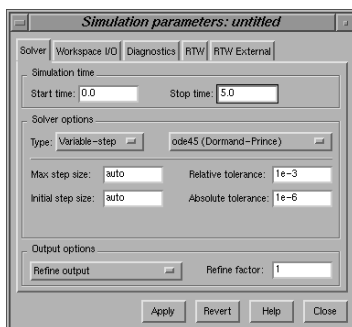 Simulation parameters: untitled
Solver Workspace I/O Diagnostics RTW RTW External
Simulation time
Start time: 0.0 Stop time: 5.0
Solver options
Type: Variable-step ode45 (Dormand-Prince)
Max step size: auto Relative tolerance: 1e-3
Initial step size: auto Absolute tolerance: 1e-6
Output options
Refine output Refine factor: 1
Apply Revert Help Close